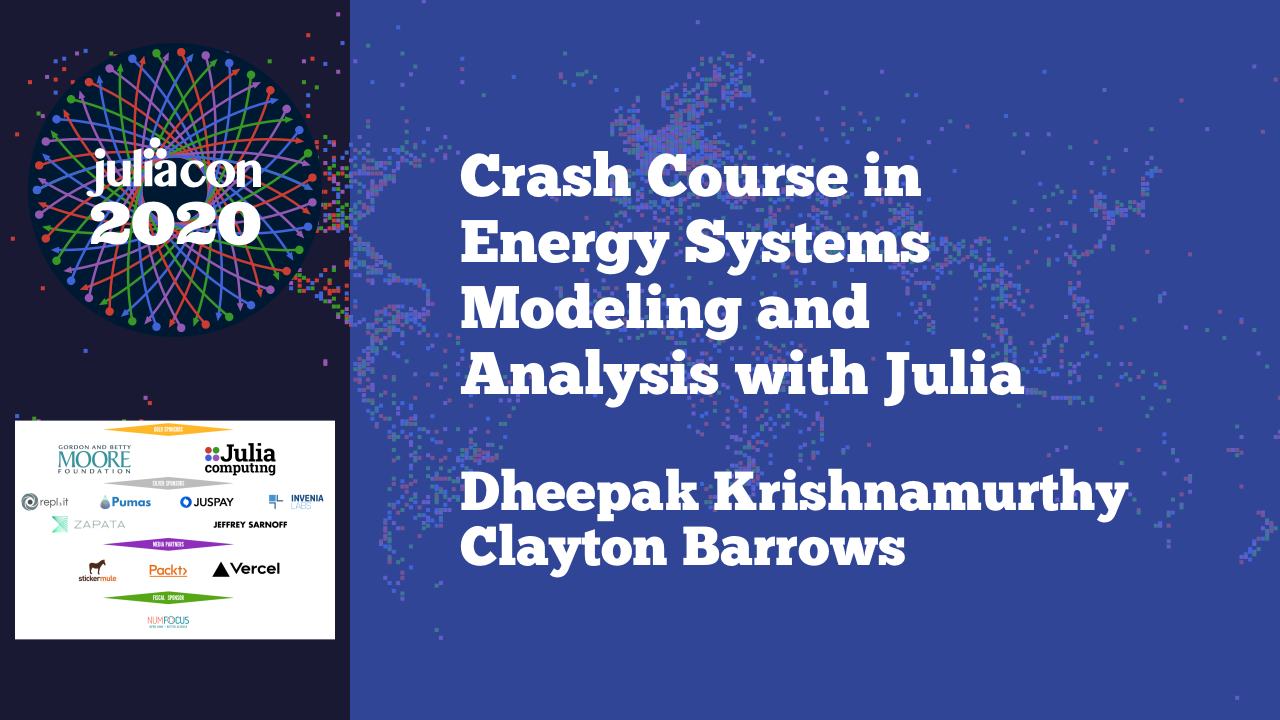 juliacon
2020
GOLD SPONSORS
GORDON AND BETTY
MOORE
FOUNDATION
Julia
computing
SILVER SPONSORS
repl.it
Pumas
JUSPAY
INVENIA
LABS
ZAPATA
JEFFREY SARNOFF
MEDIA PARTNERS
stickermule
Packt>
Vercel
FISCAL SPONSOR
NUMFOCUS
Crash Course in
Energy Systems
Modeling and
Analysis with Julia
Dheepak Krishnamurthy
Clayton Barrows